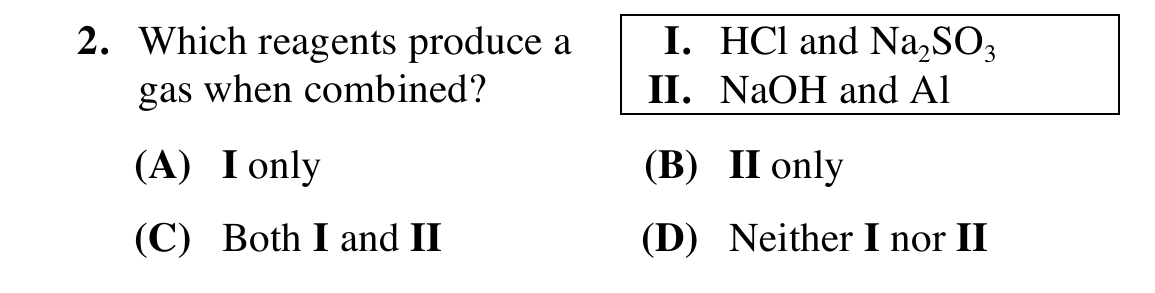 2. Which reagents produce a
gas when combined?
I. HCl and Na₂SO₃
II. NaOH and Al
(A) I only
(B) II only
(C) Both I and II
(D) Neither I nor II